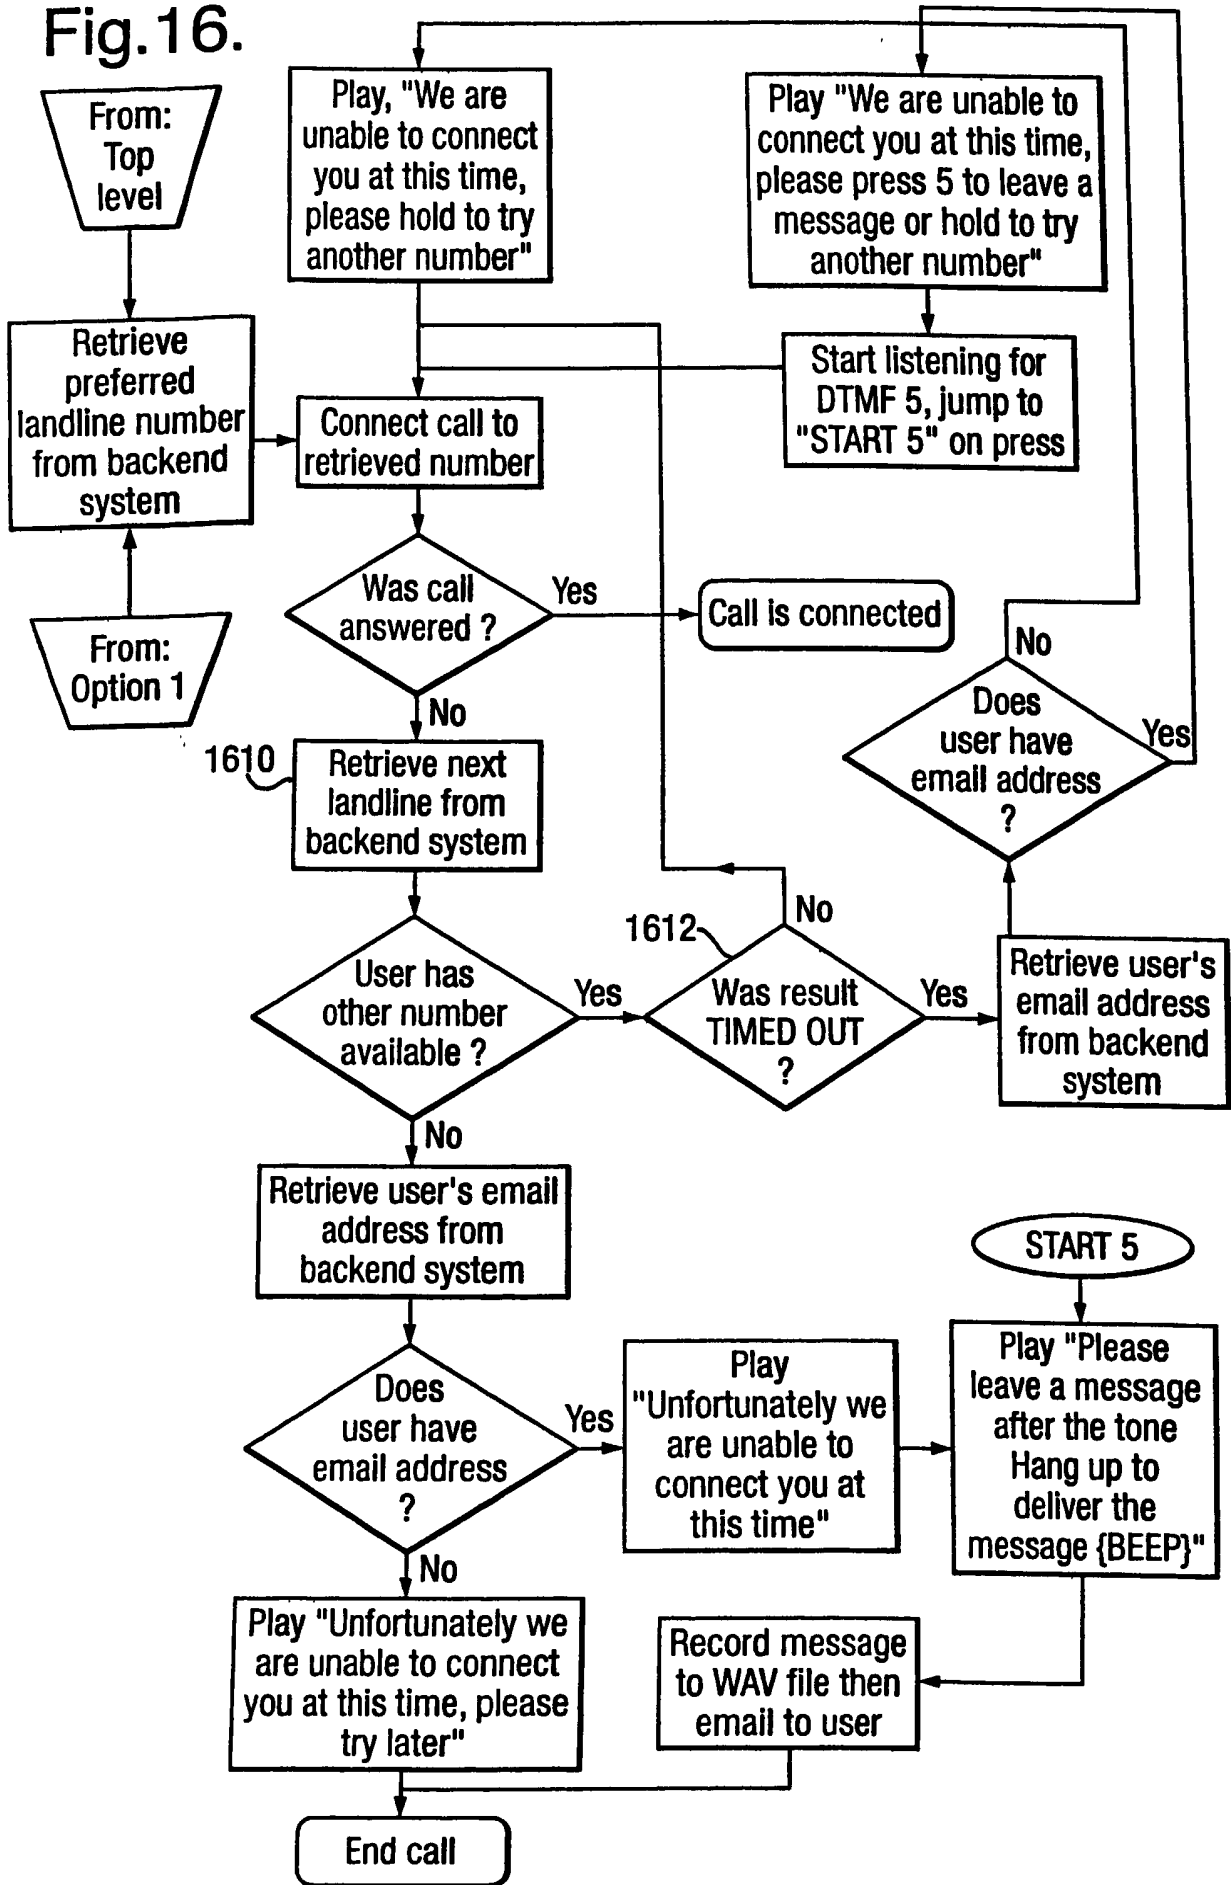 Fig.16.
From:
Top
level
Play, "We are
unable to connect
you at this time,
please hold to try
another number"
Play "We are unable to
connect you at this time,
please press 5 to leave a
message or hold to try
another number"
Retrieve
preferred
landline number
from backend
system
Start listening for
DTMF 5, jump to
"START 5" on press
Connect call to
retrieved number
From:
Option 1
Was call
answered ?
Yes
Call is connected
No
1610
Retrieve next
landline from
backend system
No
Does
user have
email address
?
Yes
User has
other number
available ?
Yes
1612
No
Was result
TIMED OUT
?
Yes
Retrieve user's
email address
from backend
system
No
Retrieve user's email
address from
backend system
START 5
Does
user have
email address
?
Yes
Play
"Unfortunately we
are unable to
connect you at
this time"
Play "Please
leave a message
after the tone
Hang up to
deliver the
message {BEEP}"
No
Play "Unfortunately we
are unable to connect
you at this time, please
try later"
Record message
to WAV file then
email to user
End call